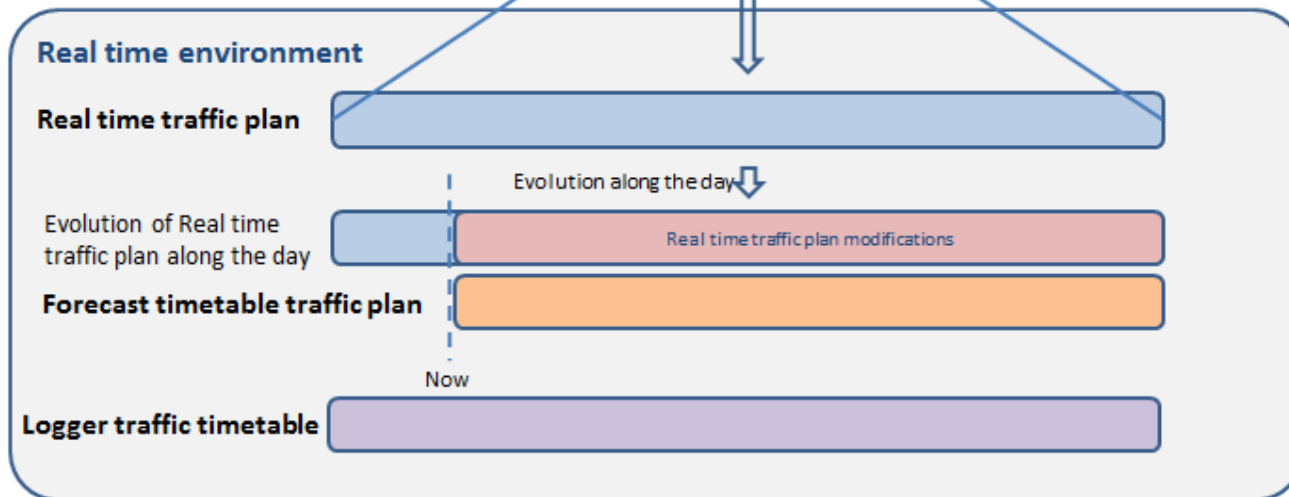 Real time environment
Real time traffic plan
Evolution along the day
Evolution of Real time
traffic plan along the day
Real time traffic plan modifications
Forecast timetable traffic plan
Now
Logger traffic timetable